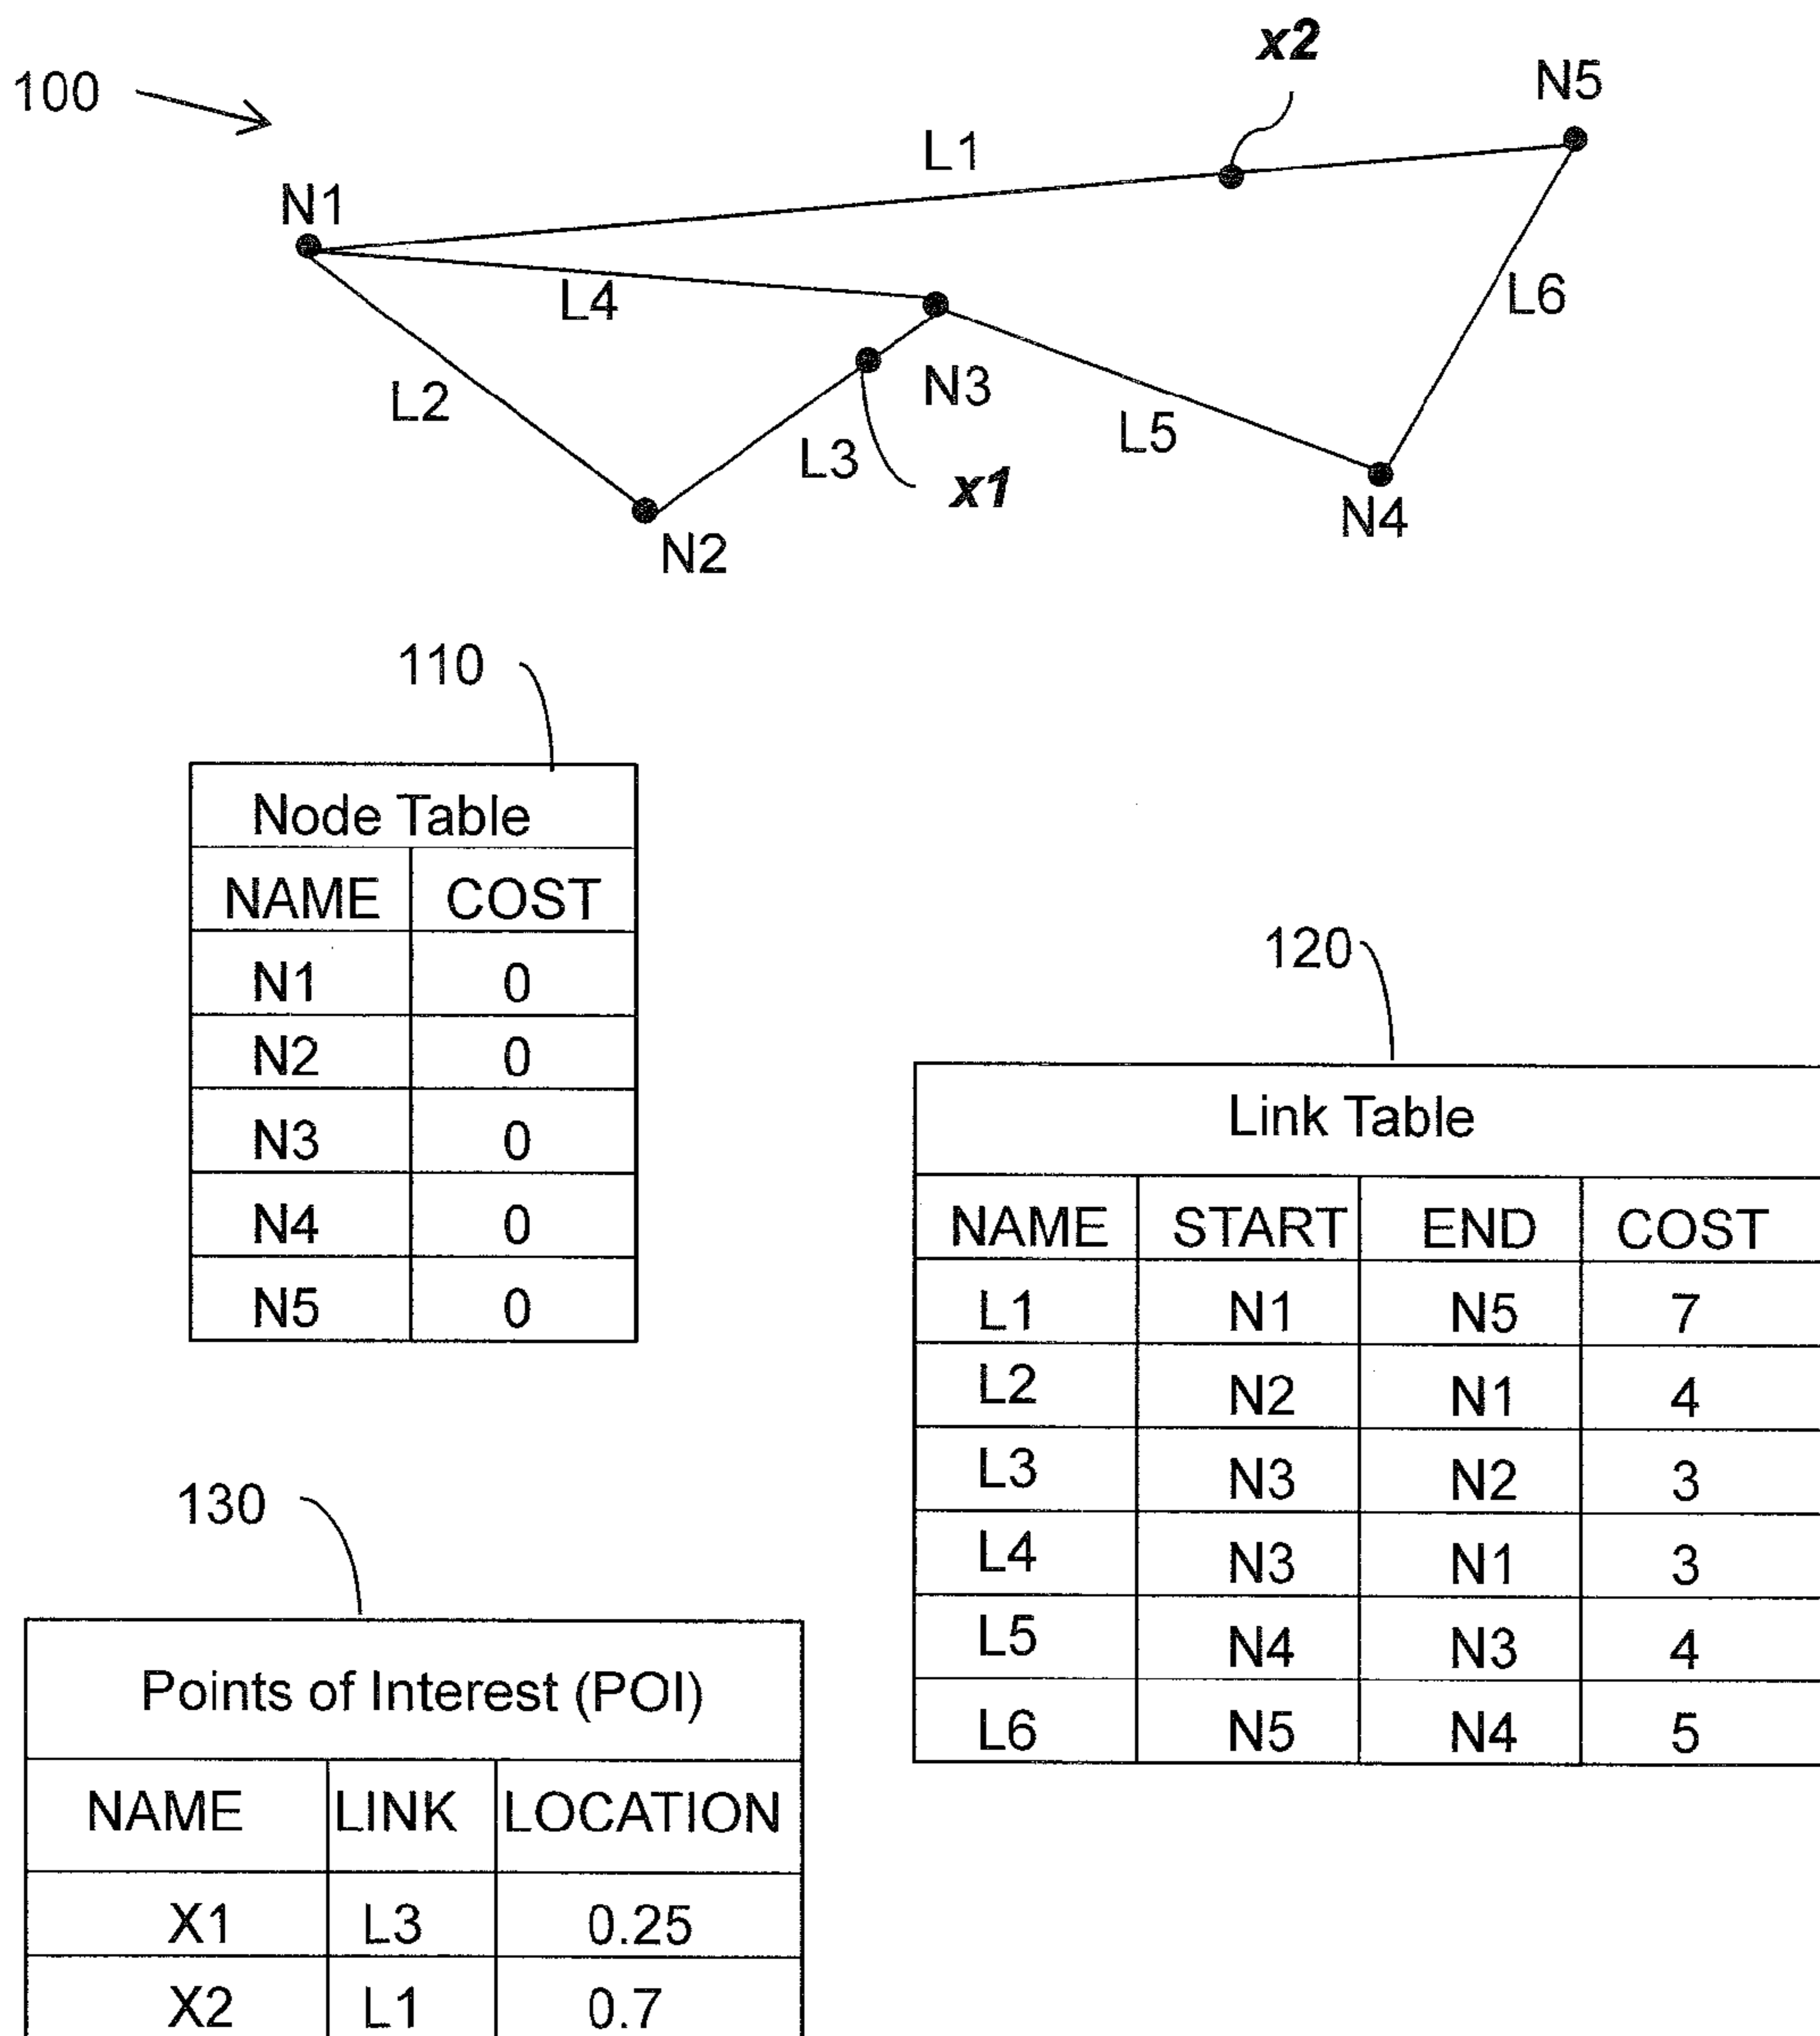 100
x2
N5
L1
N1
L4
L6
L2
N3
L5
L3
x1
N4
N2
110
Node Table
NAME COST
N1 0
N2 0
N3 0
N4 0
N5 0
120
Link Table
NAME START END COST
L1 N1 N5 7
L2 N2 N1 4
L3 N3 N2 3
L4 N3 N1 3
L5 N4 N3 4
L6 N5 N4 5
130
Points of Interest (POI)
NAME LINK LOCATION
X1 L3 0.25
X2 L1 0.7